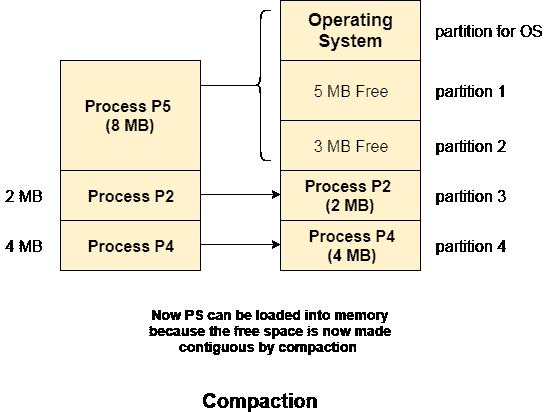 Operating
System
partition for OS
5 MB Free
partition 1
Process P5
(8 MB)
3 MB Free
partition 2
2 MB
Process P2
Process P2
(2 MB)
partition 3
4 MB
Process P4
Process P4
(4 MB)
partition 4
Now PS can be loaded into memory
because the free space is now made
contiguous by compaction
Compaction